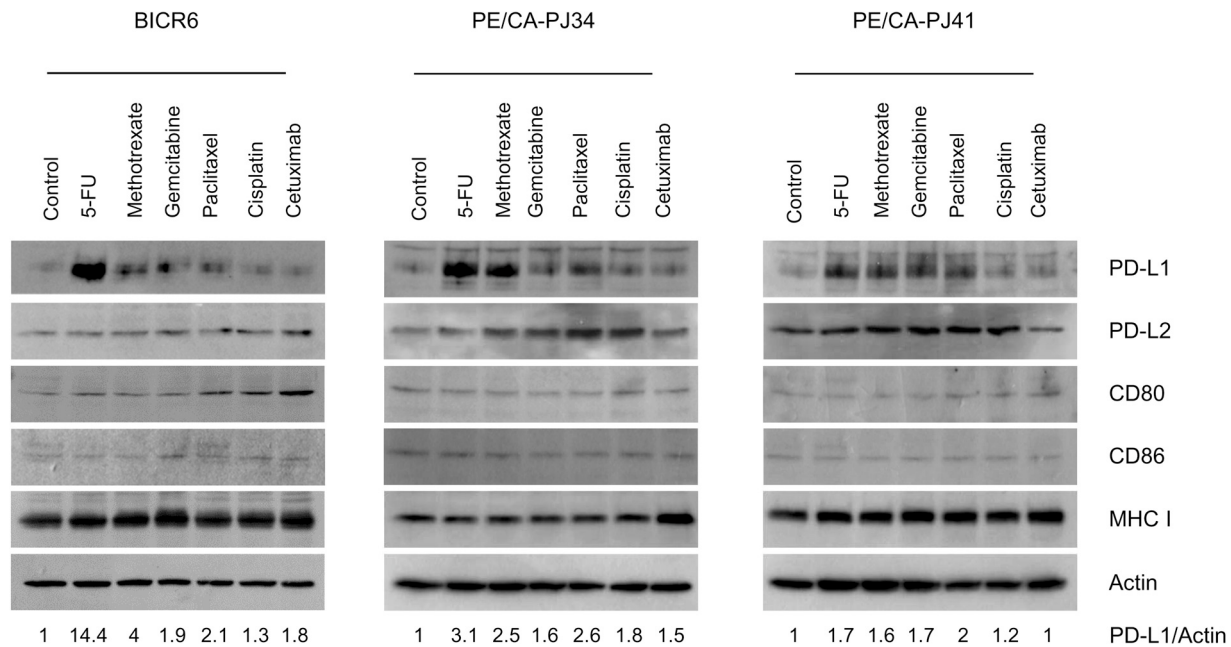 BICR6 PE/CA-PJ34 PE/CA-PJ41
Control 5-FU Methotrexate Gemcitabine Paclitaxel Cisplatin Cetuximab Control 5-FU Methotrexate Gemcitabine Paclitaxel Cisplatin Cetuximab Control 5-FU Methotrexate Gemcitabine Paclitaxel Cisplatin Cetuximab
PD-L1
PD-L2
CD80
CD86
MHC I
Actin
1 14.4 4 1.9 2.1 1.3 1.8 1 3.1 2.5 1.6 2.6 1.8 1.5 1 1.7 1.6 1.7 2 1.2 1 PD-L1/Actin